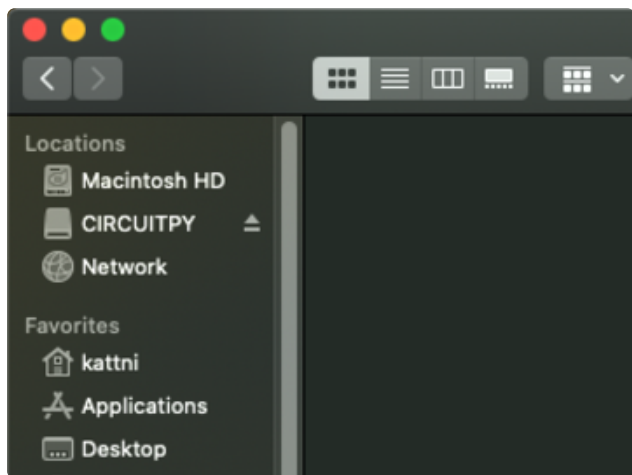 Locations
Macintosh HD
CIRCUITPY
Network
Favorites
kattni
Applications
Desktop